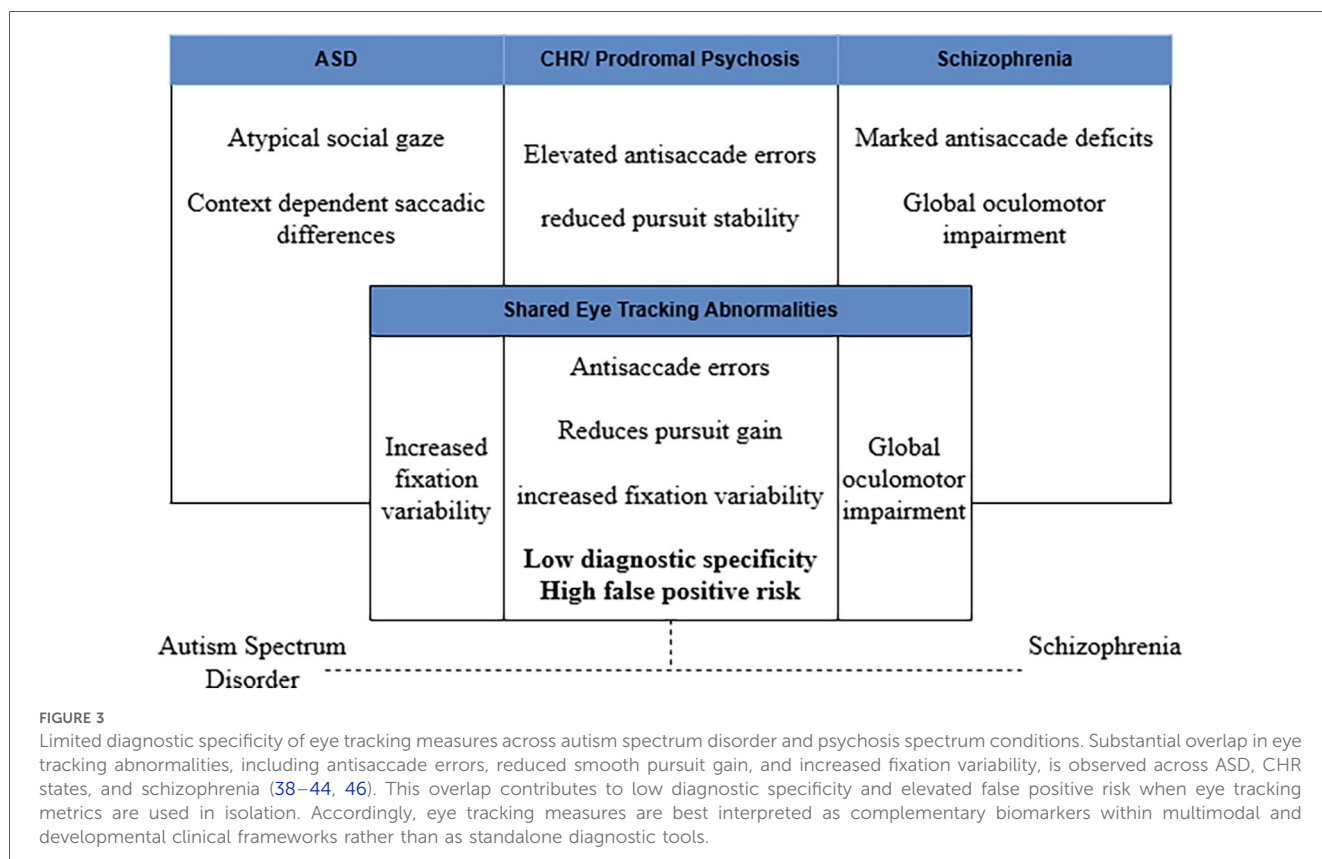 ASD
CHR/ Prodromal Psychosis
Schizophrenia
Atypical social gaze
Context dependent saccadic
differences
Elevated antisaccade errors
reduced pursuit stability
Marked antisaccade deficits
Global oculomotor
impairment
Shared Eye Tracking Abnormalities
Increased
fixation
variability
Antisaccade errors
Reduces pursuit gain
increased fixation variability
Low diagnostic specificity
High false positive risk
Global
oculomotor
impairment
Autism Spectrum
Disorder
Schizophrenia
FIGURE 3
Limited diagnostic specificity of eye tracking measures across autism spectrum disorder and psychosis spectrum conditions. Substantial overlap in eye
tracking abnormalities, including antisaccade errors, reduced smooth pursuit gain, and increased fixation variability, is observed across ASD, CHR
states, and schizophrenia (38–44, 46). This overlap contributes to low diagnostic specificity and elevated false positive risk when eye tracking
metrics are used in isolation. Accordingly, eye tracking measures are best interpreted as complementary biomarkers within multimodal and
developmental clinical frameworks rather than as standalone diagnostic tools.